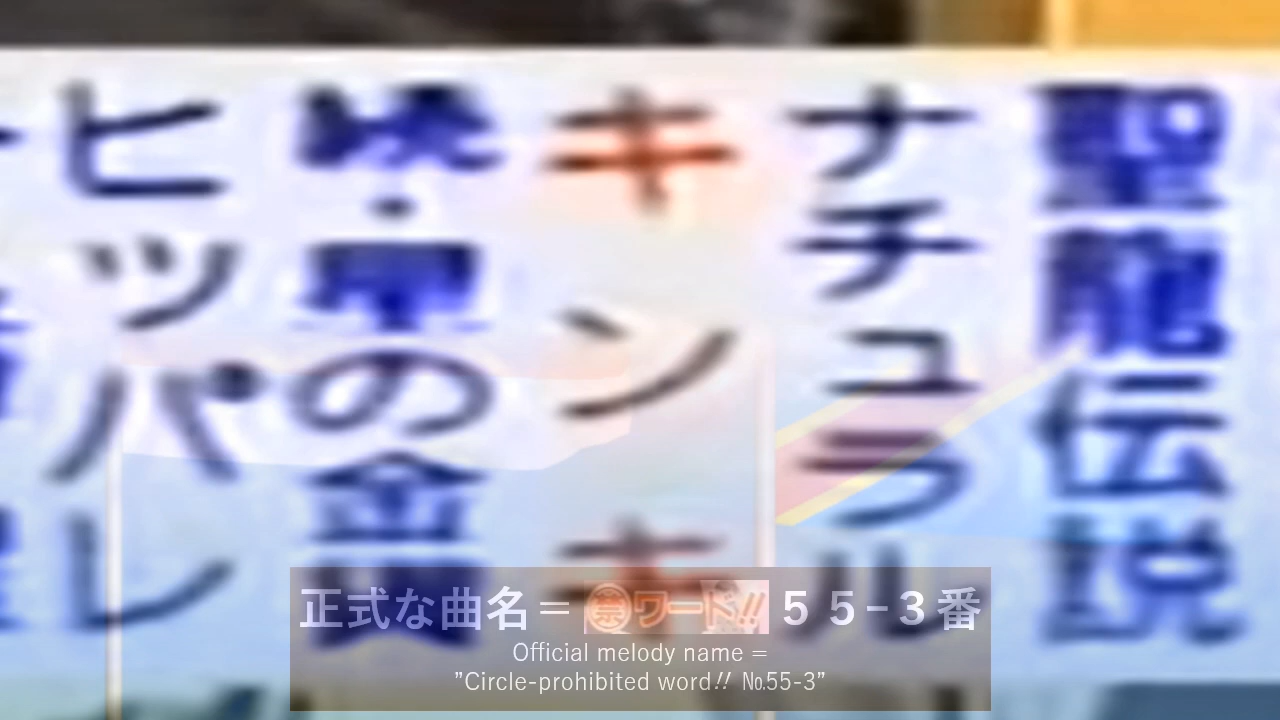 聖龍伝説
ナチュラル
キンキ
の金
ヒッパレ
正式な曲名＝㊙ワード!!５５−３番
Official melody name =
"Circle-prohibited word!! №55-3"